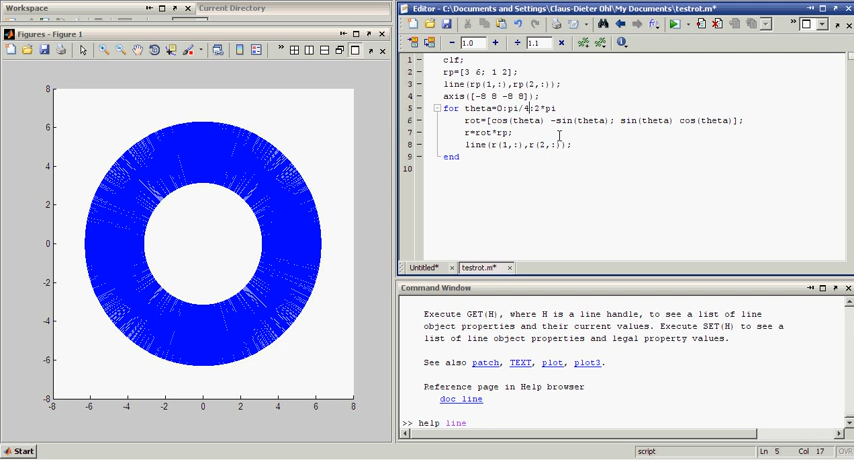 Workspace
Current Directory
Figures - Figure 1
8
6
4
2
0
-2
-4
-6
-8
-8 -6 -4 -2 0 2 4 6 8
Start
Editor - C:\Documents and Settings\Claus-Dieter Ohl\My Documents\testrot.m*
1.0
1.1
1 clf;
2 rp=[3 6; 1 2];
3 line(rp(1,:),rp(2,:));
4 axis([-8 8 -8 8]);
5 for theta=0:pi/4:2*pi
6 rot=[cos(theta) -sin(theta); sin(theta) cos(theta)];
7 r=rot*rp;
8 line(r(1,:),r(2,:));
9 end
10
Untitled* testrot.m*
Command Window
Execute GET(H), where H is a line handle, to see a list of line
object properties and their current values. Execute SET(H) to see a
list of line object properties and legal property values.
See also patch, TEXT, plot, plot3.
Reference page in Help browser
doc line
>> help line
script Ln 5 Col 17 OVR